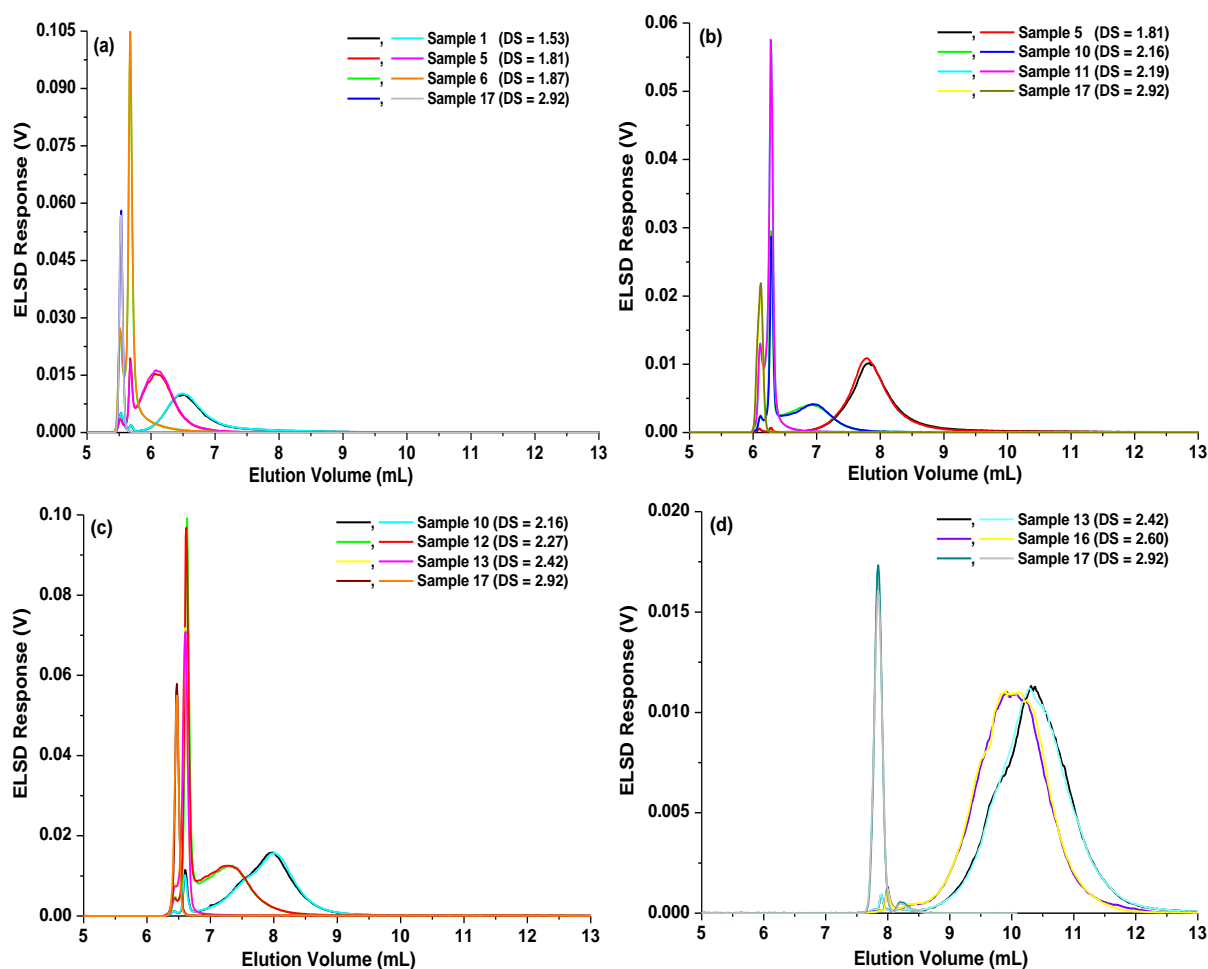 (a)
, Sample 1 (DS = 1.53)
, Sample 5 (DS = 1.81)
, Sample 6 (DS = 1.87)
, Sample 17 (DS = 2.92)
0.105
0.090
0.075
0.060
0.045
0.030
0.015
0.000
ELSD Response (V)
5 6 7 8 9 10 11 12 13
Elution Volume (mL)
(b)
, Sample 5 (DS = 1.81)
, Sample 10 (DS = 2.16)
, Sample 11 (DS = 2.19)
, Sample 17 (DS = 2.92)
0.06
0.05
0.04
0.03
0.02
0.01
0.00
ELSD Response (V)
5 6 7 8 9 10 11 12 13
Elution Volume (mL)
(c)
, Sample 10 (DS = 2.16)
, Sample 12 (DS = 2.27)
, Sample 13 (DS = 2.42)
, Sample 17 (DS = 2.92)
0.10
0.08
0.06
0.04
0.02
0.00
ELSD Response (V)
5 6 7 8 9 10 11 12 13
Elution Volume (mL)
(d)
, Sample 13 (DS = 2.42)
, Sample 16 (DS = 2.60)
, Sample 17 (DS = 2.92)
0.020
0.015
0.010
0.005
0.000
ELSD Response (V)
5 6 7 8 9 10 11 12 13
Elution Volume (mL)